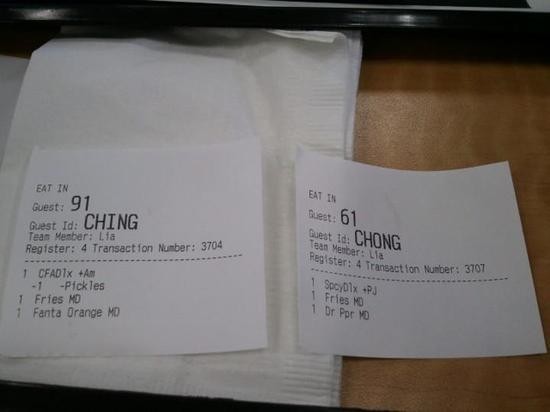 EAT IN
Guest: 91
Guest Id: CHING
Team Member: Lia
Register: 4 Transaction Number: 3704
1 CFADlx +Am
-1 -Pickles
1 Fries MD
1 Fanta Orange MD
EAT IN
Guest: 61
Guest Id: CHONG
Team Member: Lia
Register: 4 Transaction Number: 3707
1 SpcyDlx +PJ
1 Fries MD
1 Dr Ppr MD